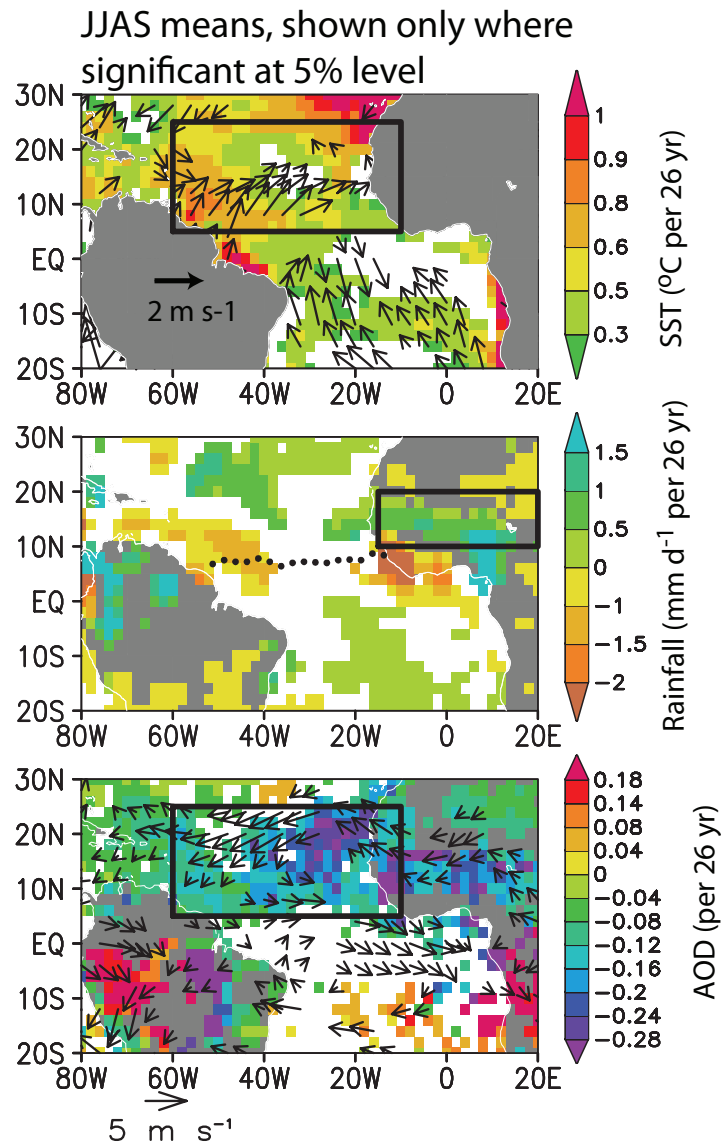 JJAS means, shown only where
significant at 5% level
30N
20N
10N
EQ
10S
20S
2 m s-1
80W 60W 40W 20W 0 20E
1
0.9
0.8
0.6
0.5
0.3
SST (°C per 26 yr)
30N
20N
10N
EQ
10S
20S
80W 60W 40W 20W 0 20E
1.5
1
0.5
0
−1
−1.5
−2
Rainfall (mm d⁻¹ per 26 yr)
30N
20N
10N
EQ
10S
20S
80W 60W 40W 20W 0 20E
0.18
0.14
0.08
0.04
0
−0.04
−0.08
−0.12
−0.16
−0.2
−0.24
−0.28
AOD (per 26 yr)
5 m s⁻¹